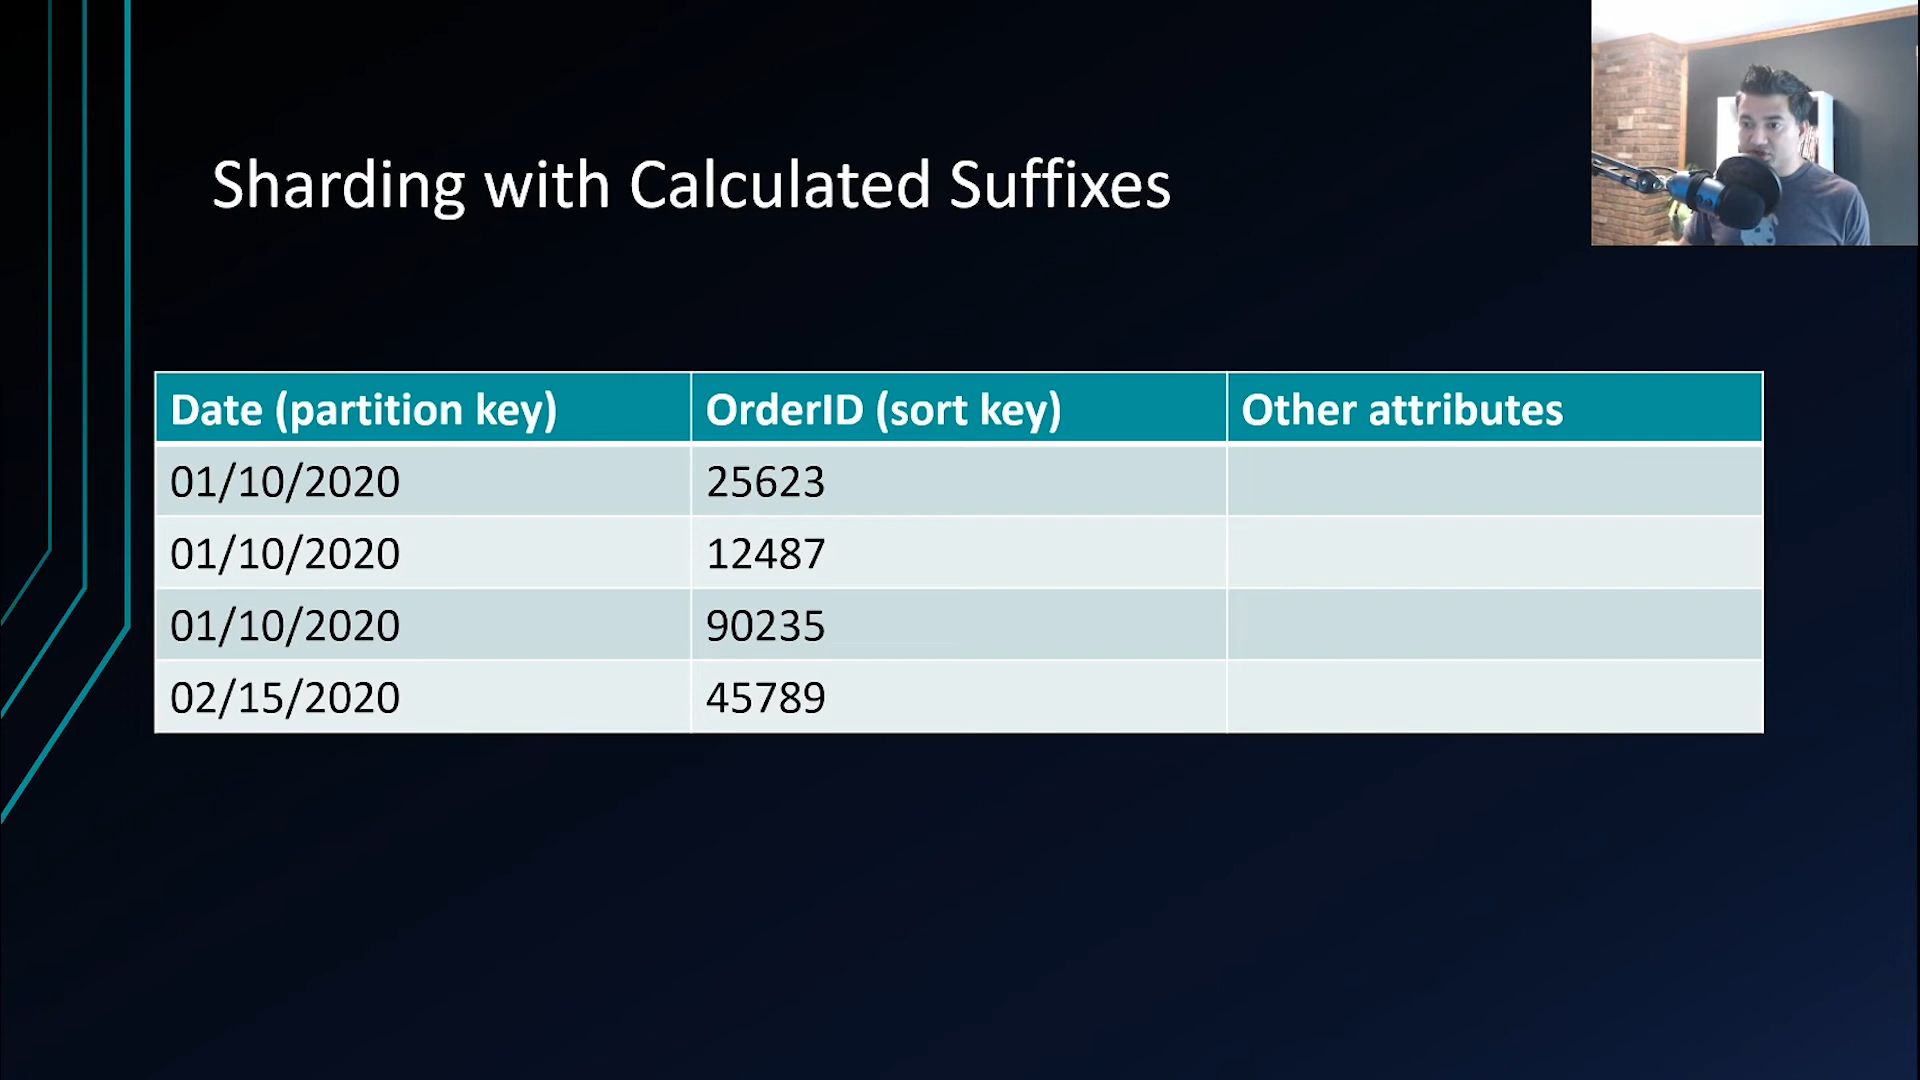 Sharding with Calculated Suffixes
Date (partition key) OrderID (sort key) Other attributes
01/10/2020 25623
01/10/2020 12487
01/10/2020 90235
02/15/2020 45789